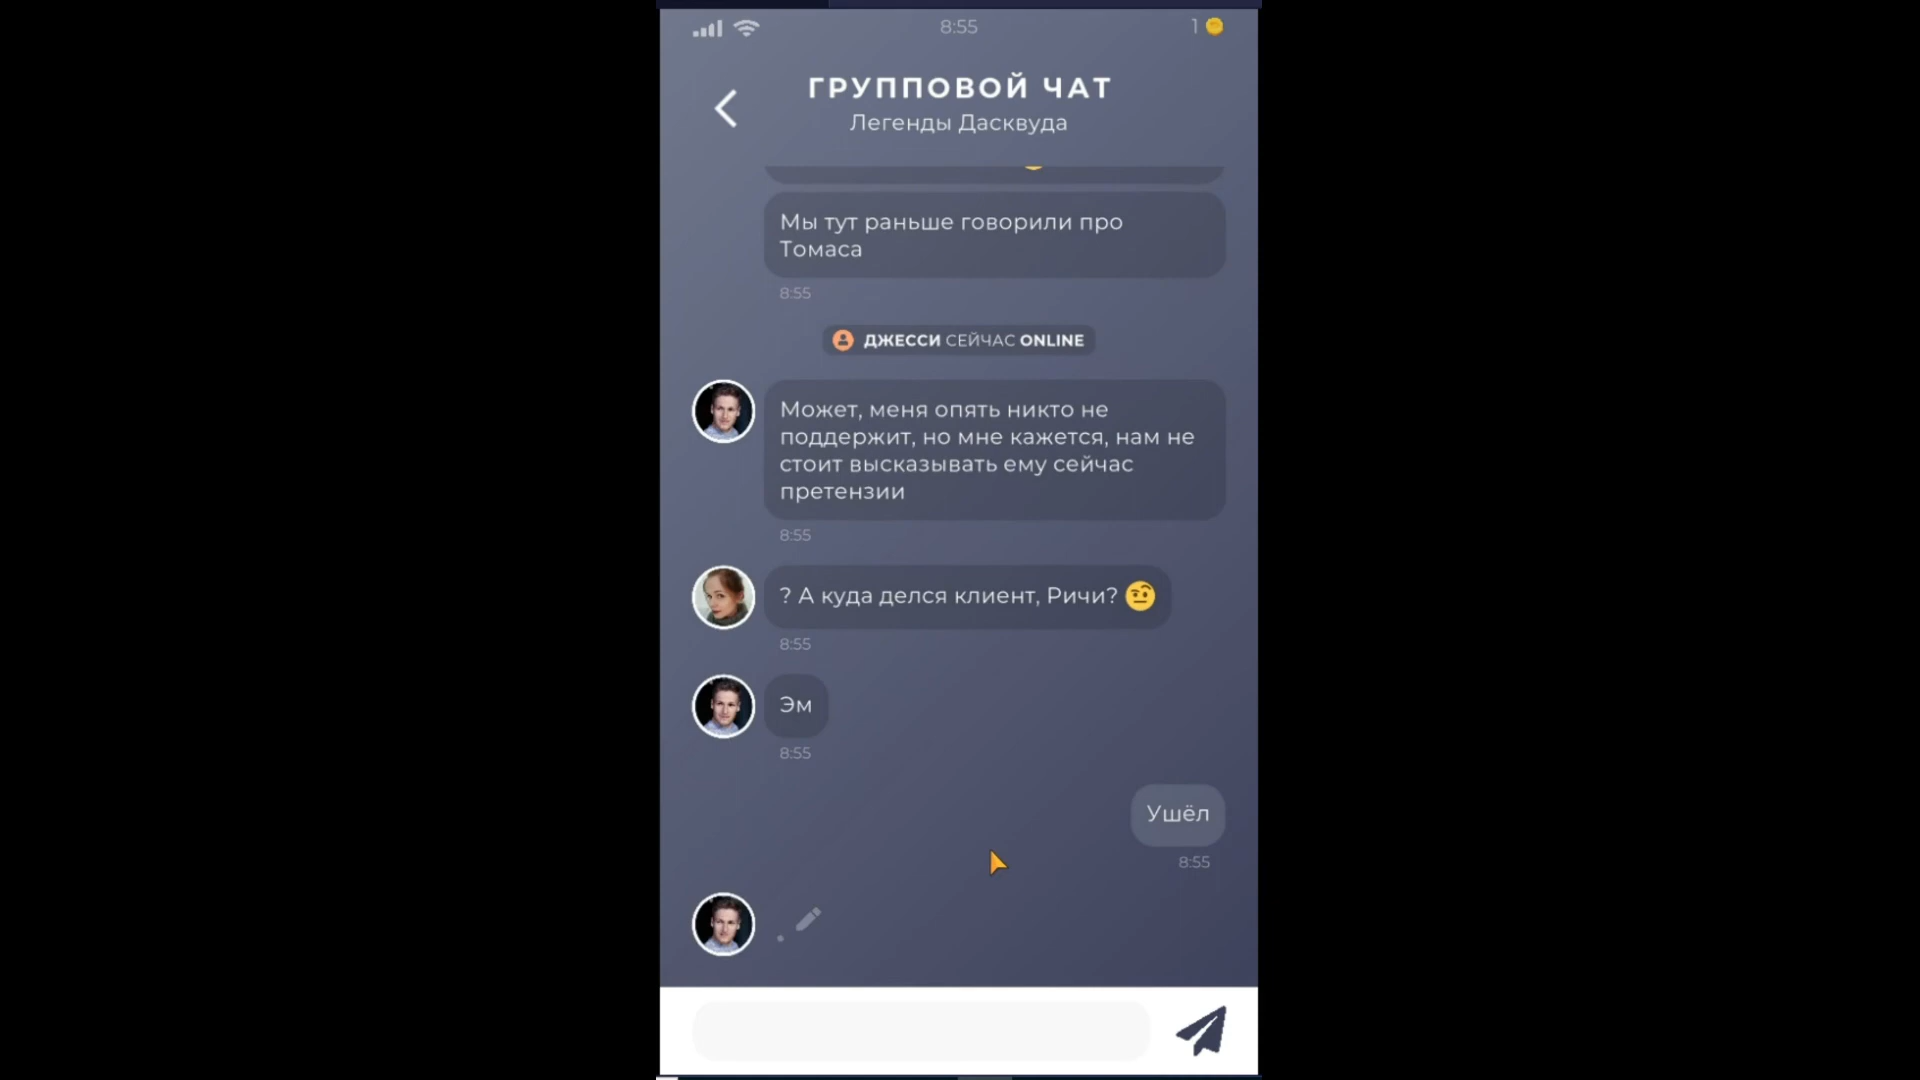 8:55
1
ГРУППОВОЙ ЧАТ
Легенды Дасквуда
Мы тут раньше говорили про
Томаса
8:55
ДЖЕССИ СЕЙЧАС ONLINE
Может, меня опять никто не
поддержит, но мне кажется, нам не
стоит высказывать ему сейчас
претензии
8:55
? А куда делся клиент, Ричи?
8:55
Эм
8:55
Ушёл
8:55